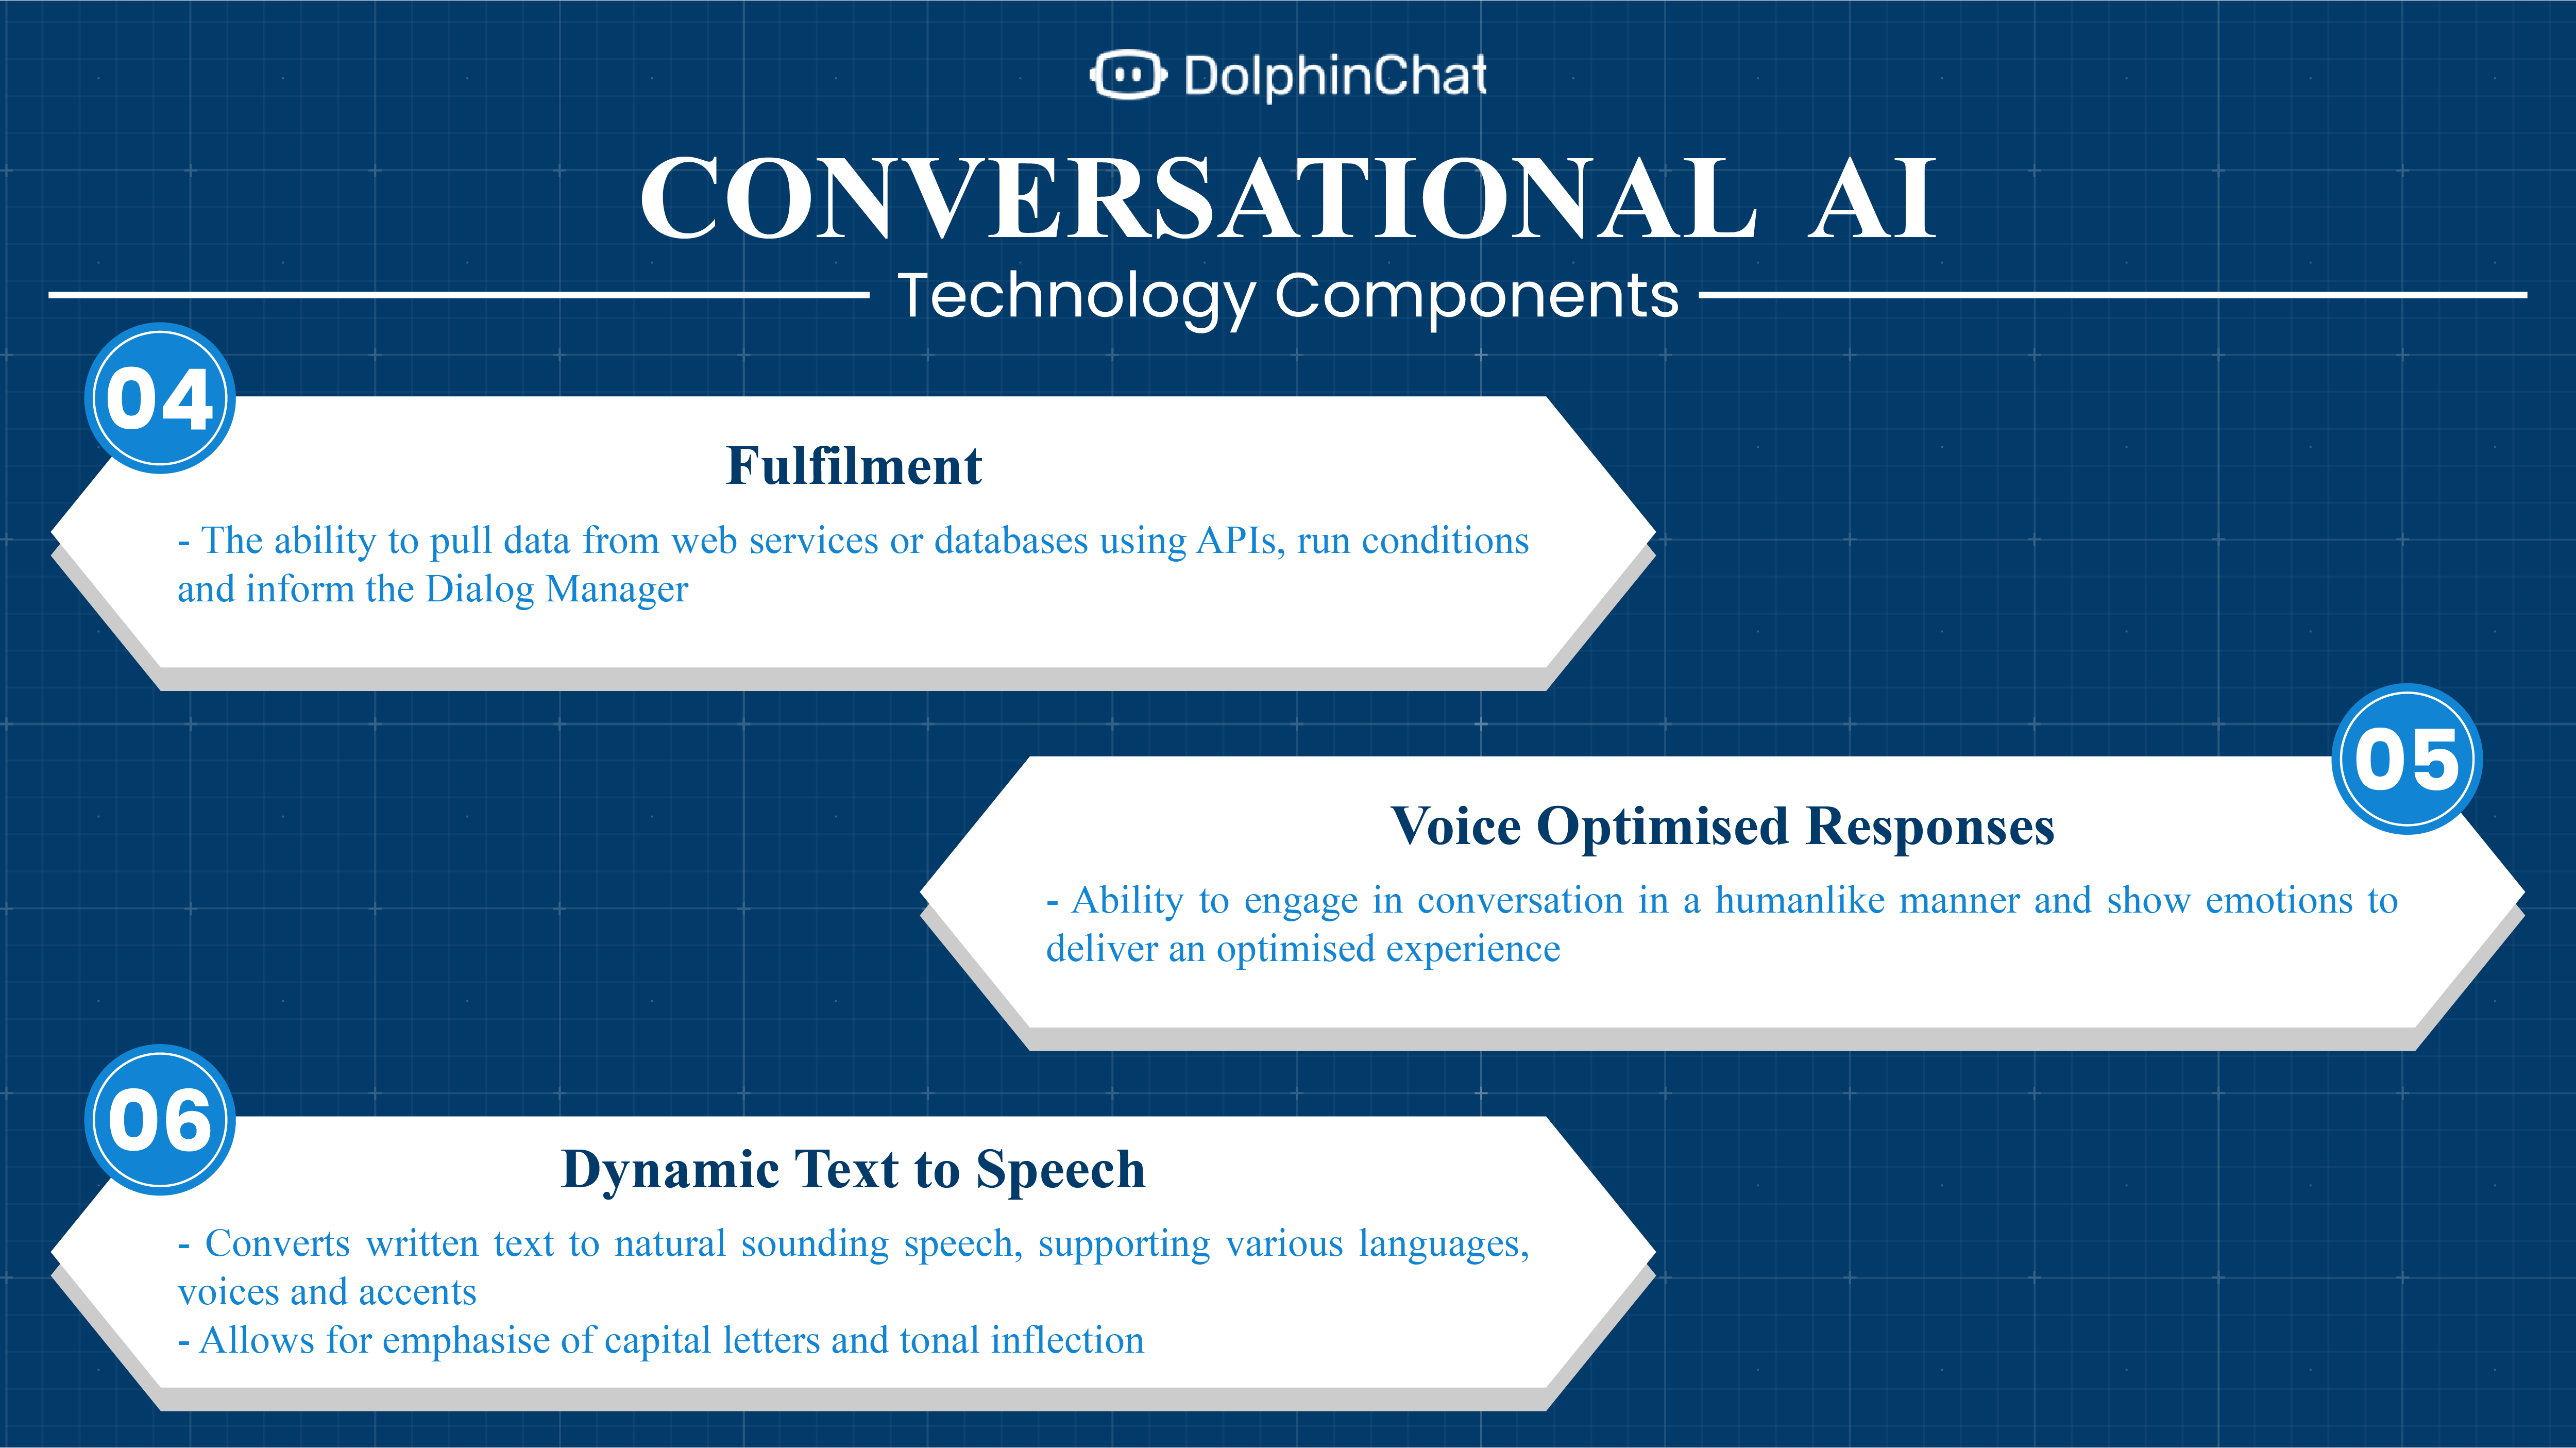 DolphinChat
CONVERSATIONAL AI
Technology Components
04
Fulfilment
- The ability to pull data from web services or databases using APIs, run conditions
and inform the Dialog Manager
05
Voice Optimised Responses
- Ability to engage in conversation in a humanlike manner and show emotions to
deliver an optimised experience
06
Dynamic Text to Speech
- Converts written text to natural sounding speech, supporting various languages,
voices and accents
- Allows for emphasise of capital letters and tonal inflection